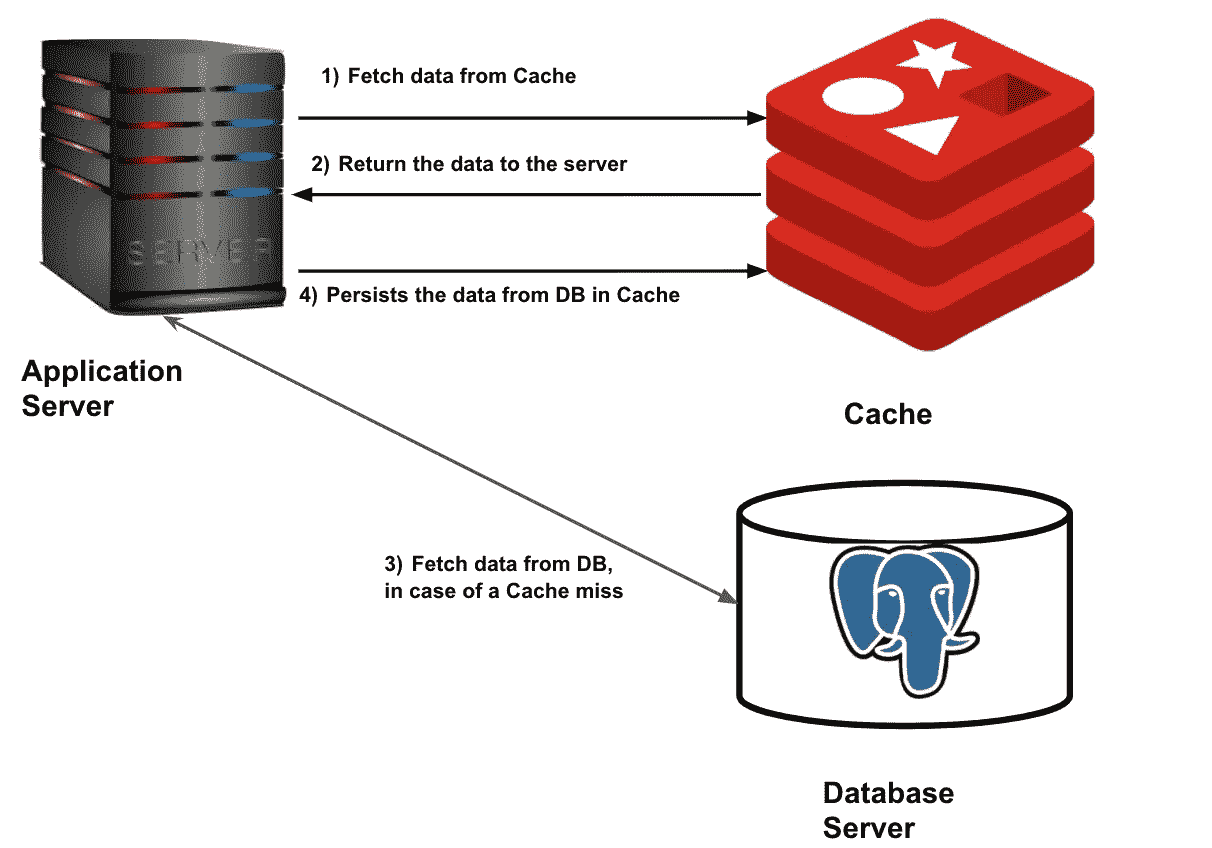 1) Fetch data from Cache
2) Return the data to the server
SERVER
4) Persists the data from DB in Cache
Application
Server
Cache
3) Fetch data from DB,
in case of a Cache miss
Database
Server